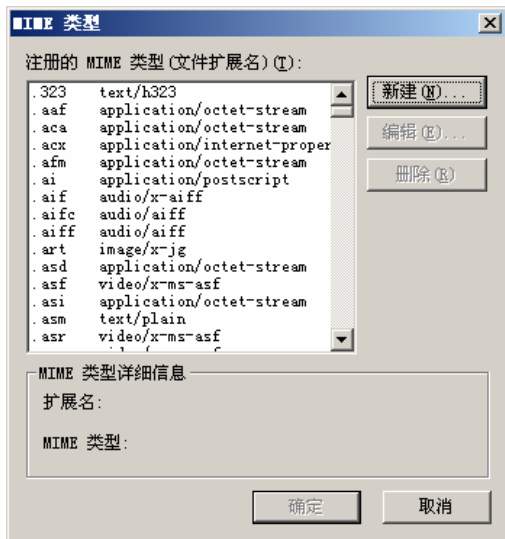 MIME 类型
注册的 MIME 类型(文件扩展名)(T):
.323 text/h323
.aaf application/octet-stream
.aca application/octet-stream
.acx application/internet-proper
.afm application/octet-stream
.ai application/postscript
.aif audio/x-aiff
.aifc audio/aiff
.aiff audio/aiff
.art image/x-jg
.asd application/octet-stream
.asf video/x-ms-asf
.asi application/octet-stream
.asm text/plain
.asr video/x-ms-asf
新建(N)...
编辑(E)...
删除(R)
MIME 类型详细信息
扩展名:
MIME 类型:
确定
取消